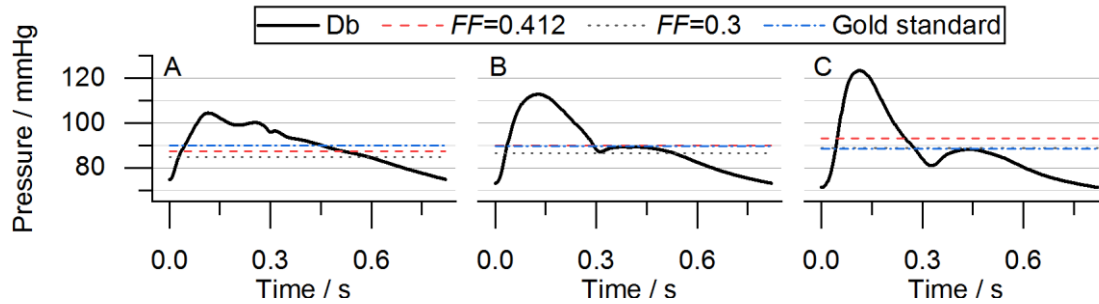 Db FF=0.412 FF=0.3 Gold standard
A B C
Pressure / mmHg
120
100
80
0.0 0.3 0.6 0.0 0.3 0.6 0.0 0.3 0.6
Time / s Time / s Time / s